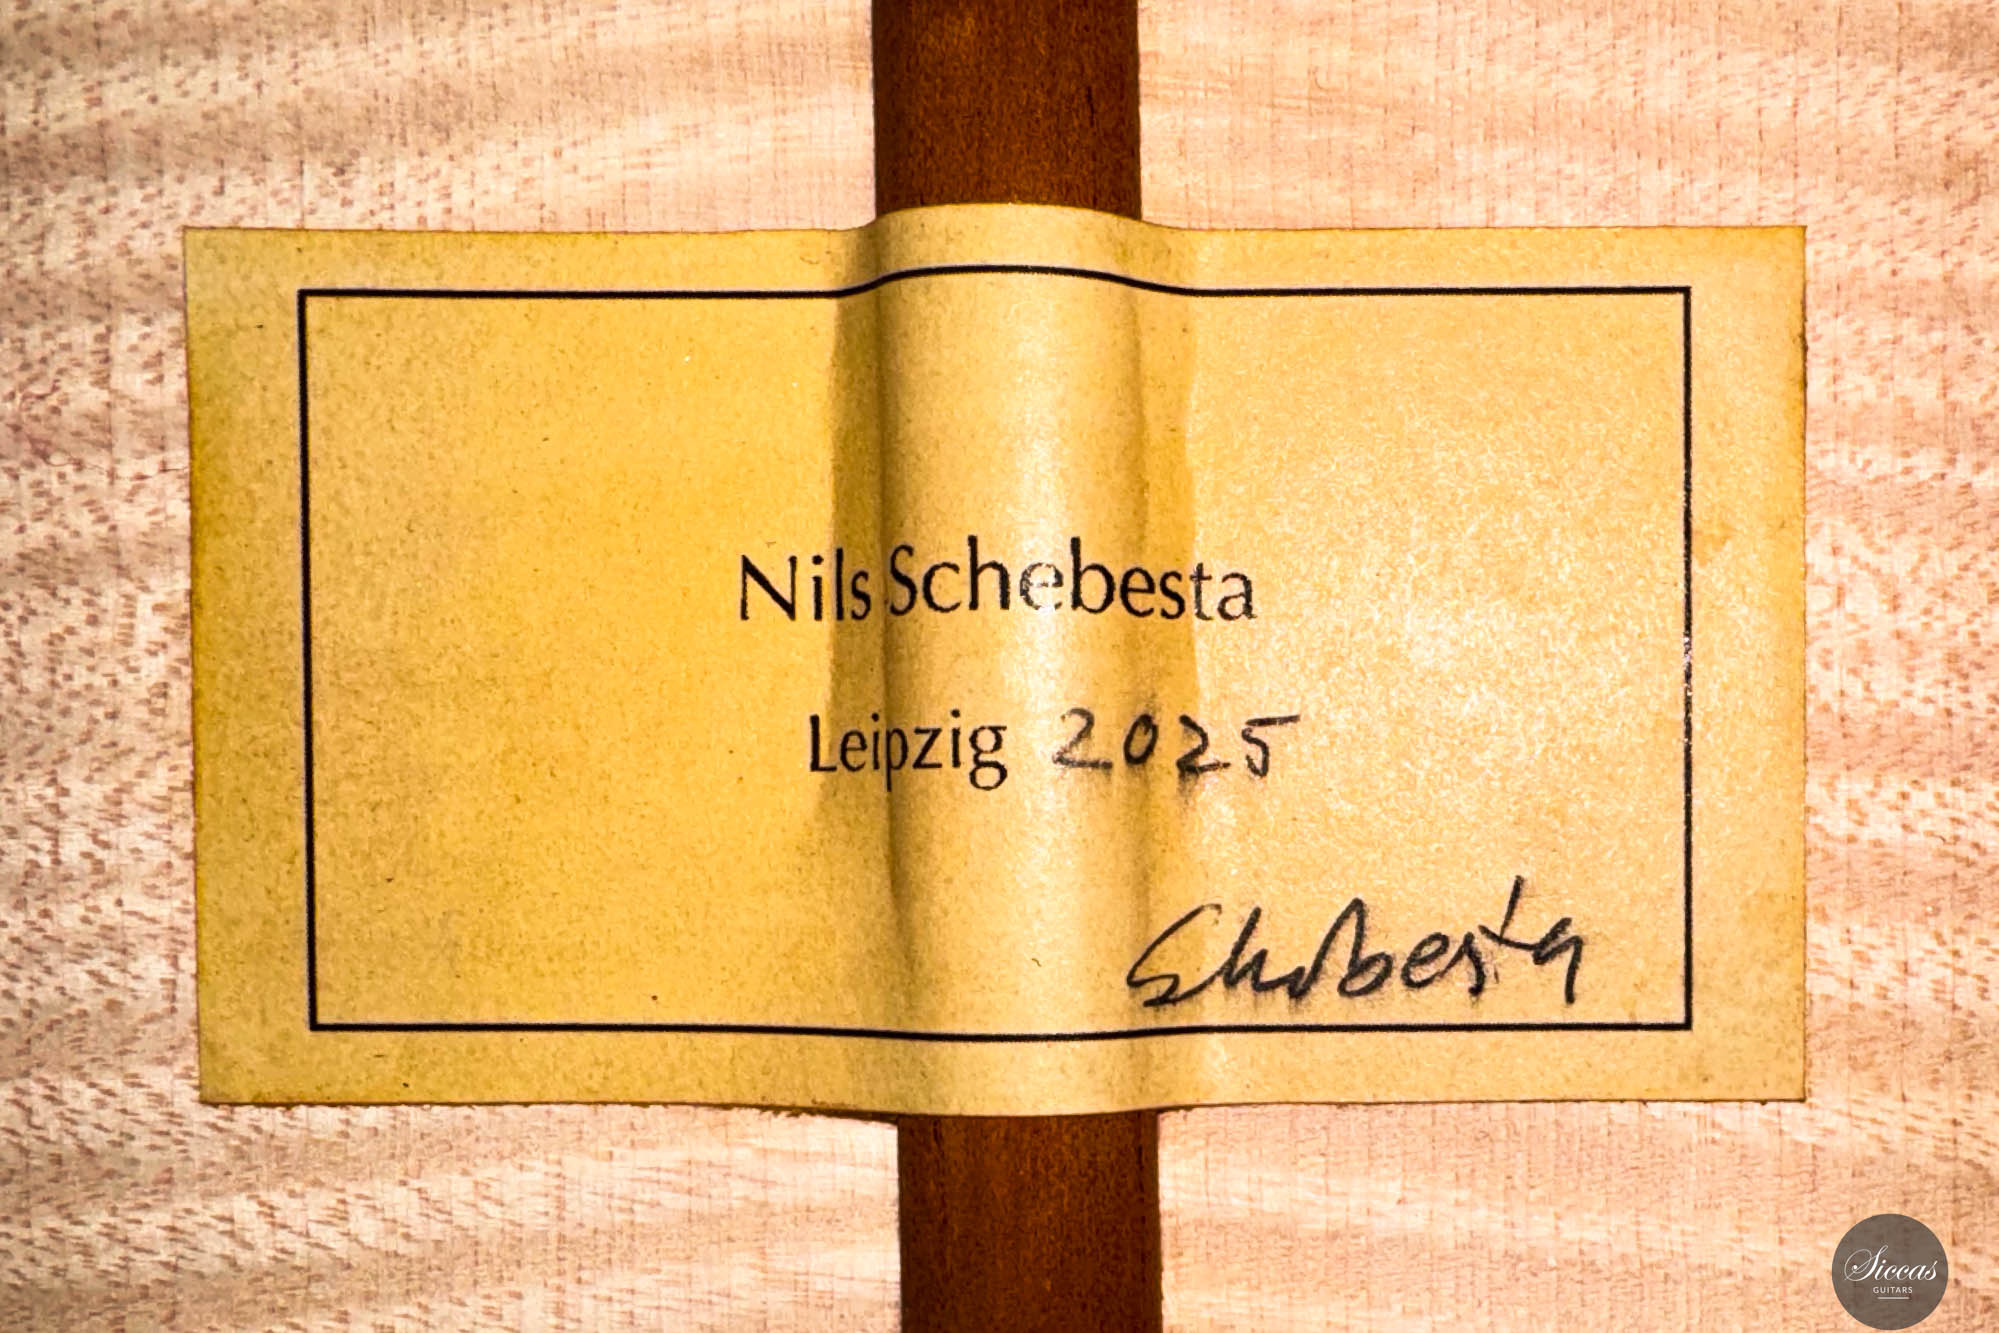 Nils Schebesta
Leipzig 2025
Schebesta
Siccas
GUITARS